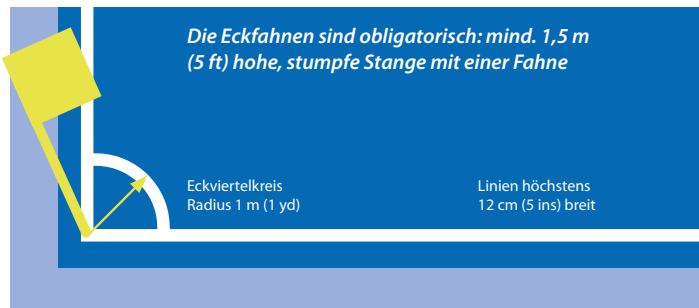 Die Eckfahnen sind obligatorisch: mind. 1,5 m
(5 ft) hohe, stumpfe Stange mit einer Fahne
Eckviertelkreis
Radius 1 m (1 yd)
Linien höchstens
12 cm (5 ins) breit